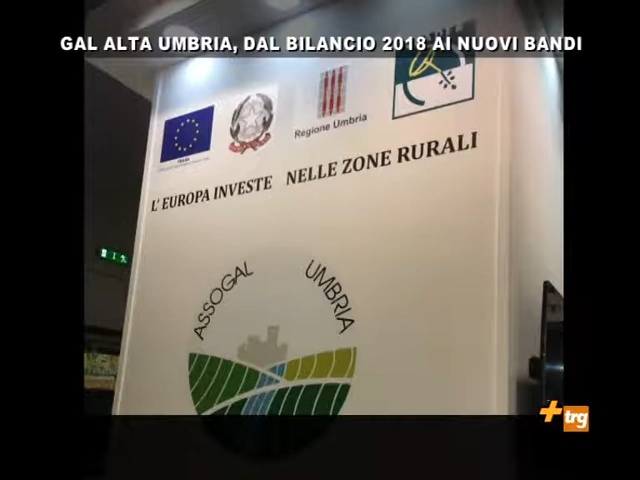 GAL ALTA UMBRIA, DAL BILANCIO 2018 AI NUOVI BANDI
Regione Umbria
L'EUROPA INVESTE NELLE ZONE RURALI
ASSOGAL UMBRIA
+trg